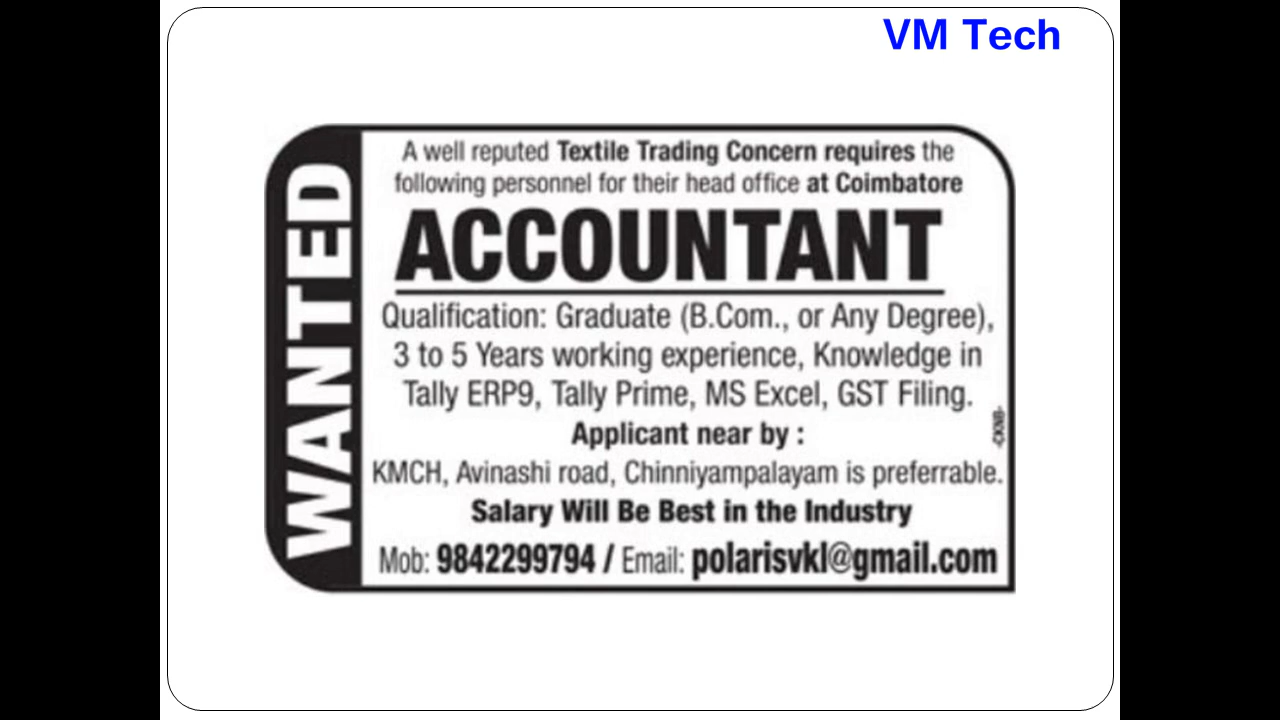 VM Tech
WANTED
A well reputed Textile Trading Concern requires the
following personnel for their head office at Coimbatore
ACCOUNTANT
Qualification: Graduate (B.Com., or Any Degree),
3 to 5 Years working experience, Knowledge in
Tally ERP9, Tally Prime, MS Excel, GST Filing.
Applicant near by :
KMCH, Avinashi road, Chinniyampalayam is preferrable.
Salary Will Be Best in the Industry
Mob: 9842299794 / Email: polarisvkl@gmail.com